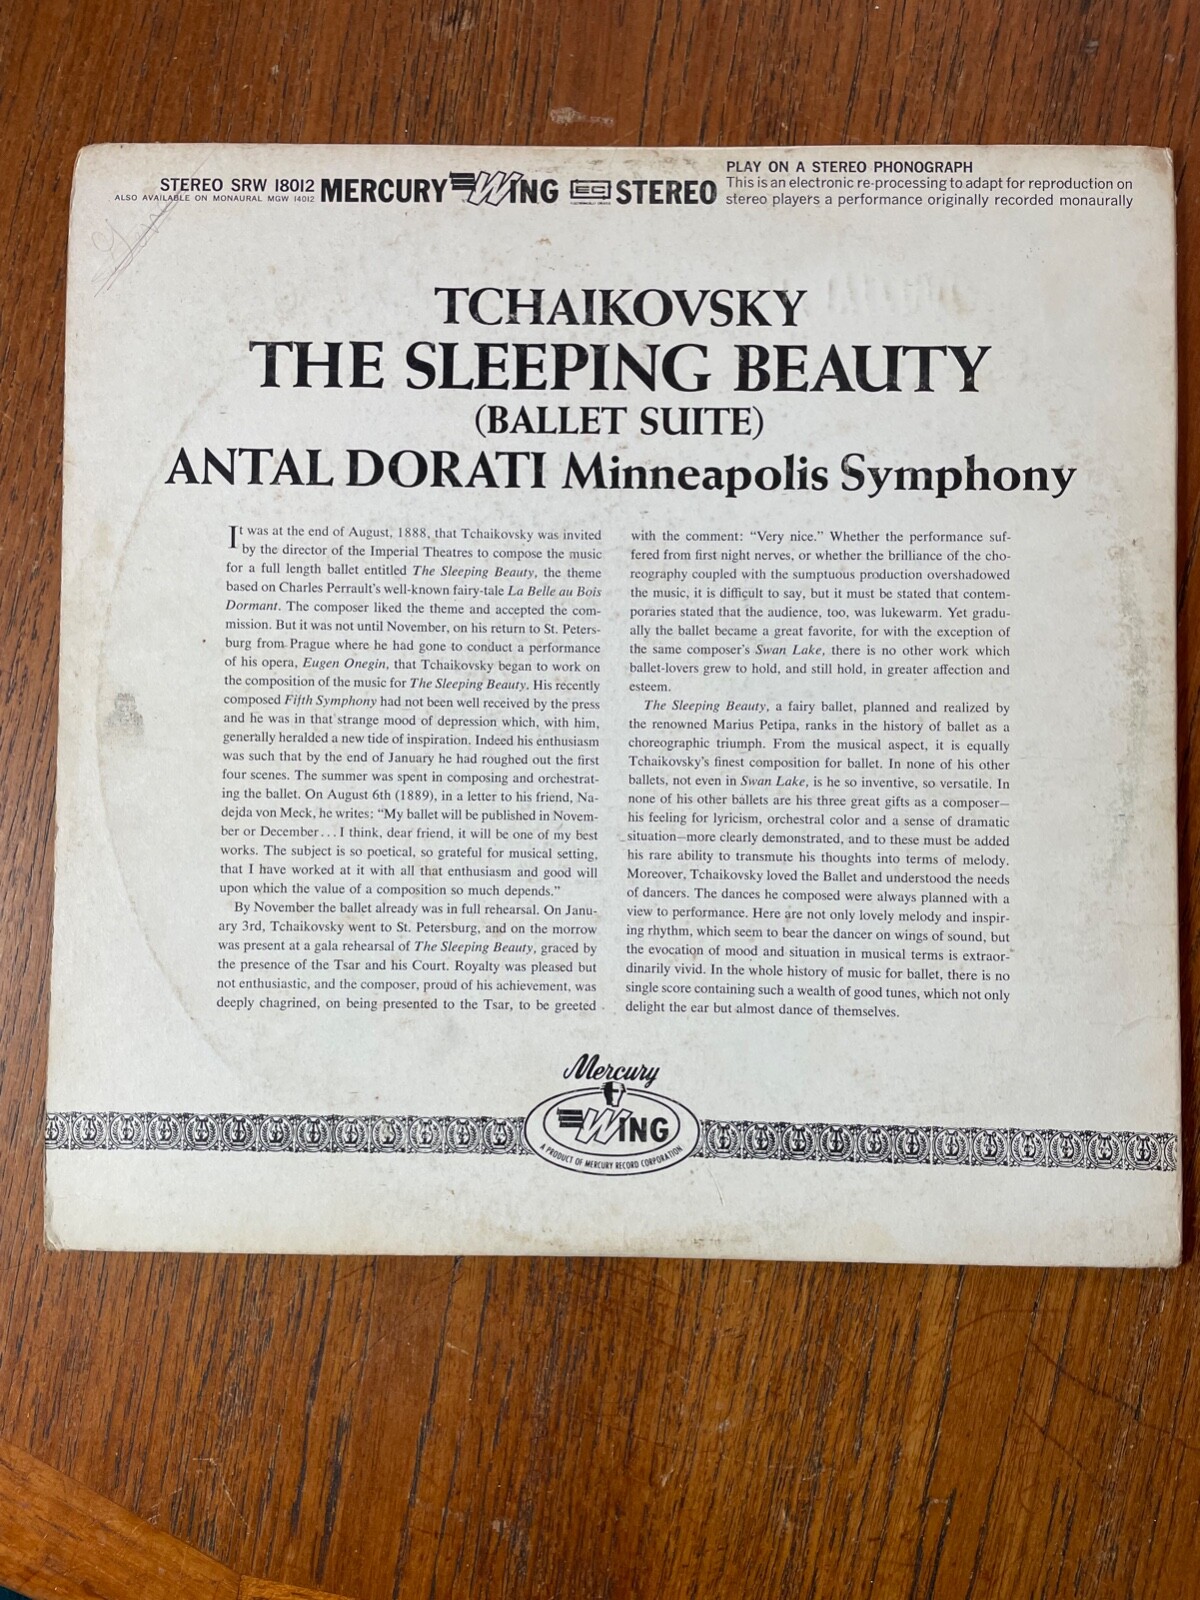 STEREO SRW 18012
ALSO AVAILABLE ON MONAURAL MGW 14012
MERCURY WING STEREO
PLAY ON A STEREO PHONOGRAPH
This is an electronic re-processing to adapt for reproduction on
stereo players a performance originally recorded monaurally
TCHAIKOVSKY
THE SLEEPING BEAUTY
(BALLET SUITE)
ANTAL DORATI Minneapolis Symphony
It was at the end of August, 1888, that Tchaikovsky was invited
by the director of the Imperial Theatres to compose the music
for a full length ballet entitled The Sleeping Beauty, the theme
based on Charles Perrault's well-known fairy-tale La Belle au Bois
Dormant. The composer liked the theme and accepted the com-
mission. But it was not until November, on his return to St. Peters-
burg from Prague where he had gone to conduct a performance
of his opera, Eugen Onegin, that Tchaikovsky began to work on
the composition of the music for The Sleeping Beauty. His recently
composed Fifth Symphony had not been well received by the press
and he was in that strange mood of depression which, with him,
generally heralded a new tide of inspiration. Indeed his enthusiasm
was such that by the end of January he had roughed out the first
four scenes. The summer was spent in composing and orchestrat-
ing the ballet. On August 6th (1889), in a letter to his friend, Na-
dejda von Meck, he writes: “My ballet will be published in Novem-
ber or December... I think, dear friend, it will be one of my best
works. The subject is so poetical, so grateful for musical setting,
that I have worked at it with all that enthusiasm and good will
upon which the value of a composition so much depends.”
By November the ballet already was in full rehearsal. On Janu-
ary 3rd, Tchaikovsky went to St. Petersburg, and on the morrow
was present at a gala rehearsal of The Sleeping Beauty, graced by
the presence of the Tsar and his Court. Royalty was pleased but
not enthusiastic, and the composer, proud of his achievement, was
deeply chagrined, on being presented to the Tsar, to be greeted
with the comment: “Very nice.” Whether the performance suf-
fered from first night nerves, or whether the brilliance of the cho-
reography coupled with the sumptuous production overshadowed
the music, it is difficult to say, but it must be stated that contem-
poraries stated that the audience, too, was lukewarm. Yet gradu-
ally the ballet became a great favorite, for with the exception of
the same composer's Swan Lake, there is no other work which
ballet-lovers grew to hold, and still hold, in greater affection and
esteem.
The Sleeping Beauty, a fairy ballet, planned and realized by
the renowned Marius Petipa, ranks in the history of ballet as a
choreographic triumph. From the musical aspect, it is equally
Tchaikovsky's finest composition for ballet. In none of his other
ballets, not even in Swan Lake, is he so inventive, so versatile. In
none of his other ballets are his three great gifts as a composer—
his feeling for lyricism, orchestral color and a sense of dramatic
situation—more clearly demonstrated, and to these must be added
his rare ability to transmute his thoughts into terms of melody.
Moreover, Tchaikovsky loved the Ballet and understood the needs
of dancers. The dances he composed were always planned with a
view to performance. Here are not only lovely melody and inspir-
ing rhythm, which seem to bear the dancer on wings of sound, but
the evocation of mood and situation in musical terms is extraor-
dinarily vivid. In the whole history of music for ballet, there is no
single score containing such a wealth of good tunes, which not only
delight the ear but almost dance of themselves.
Mercury
WING
A PRODUCT OF MERCURY RECORD CORPORATION